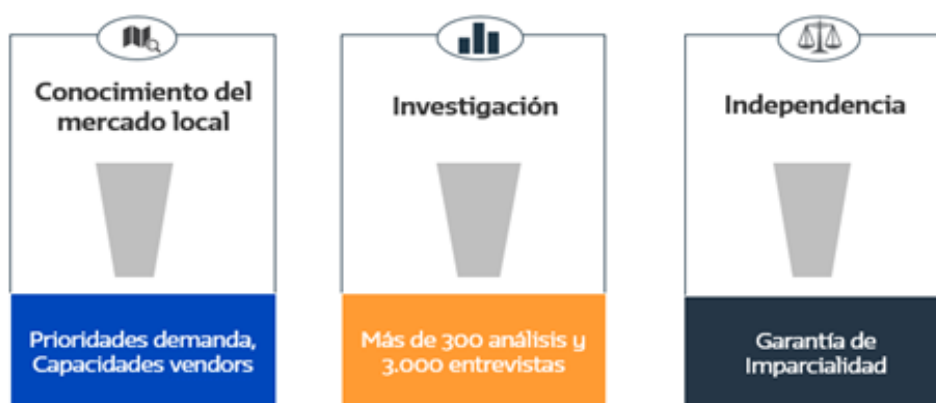 Conocimiento del
mercado local
Prioridades demanda,
Capacidades vendors
Investigación
Más de 300 análisis y
3.000 entrevistas
Independencia
Garantía de
Imparcialidad